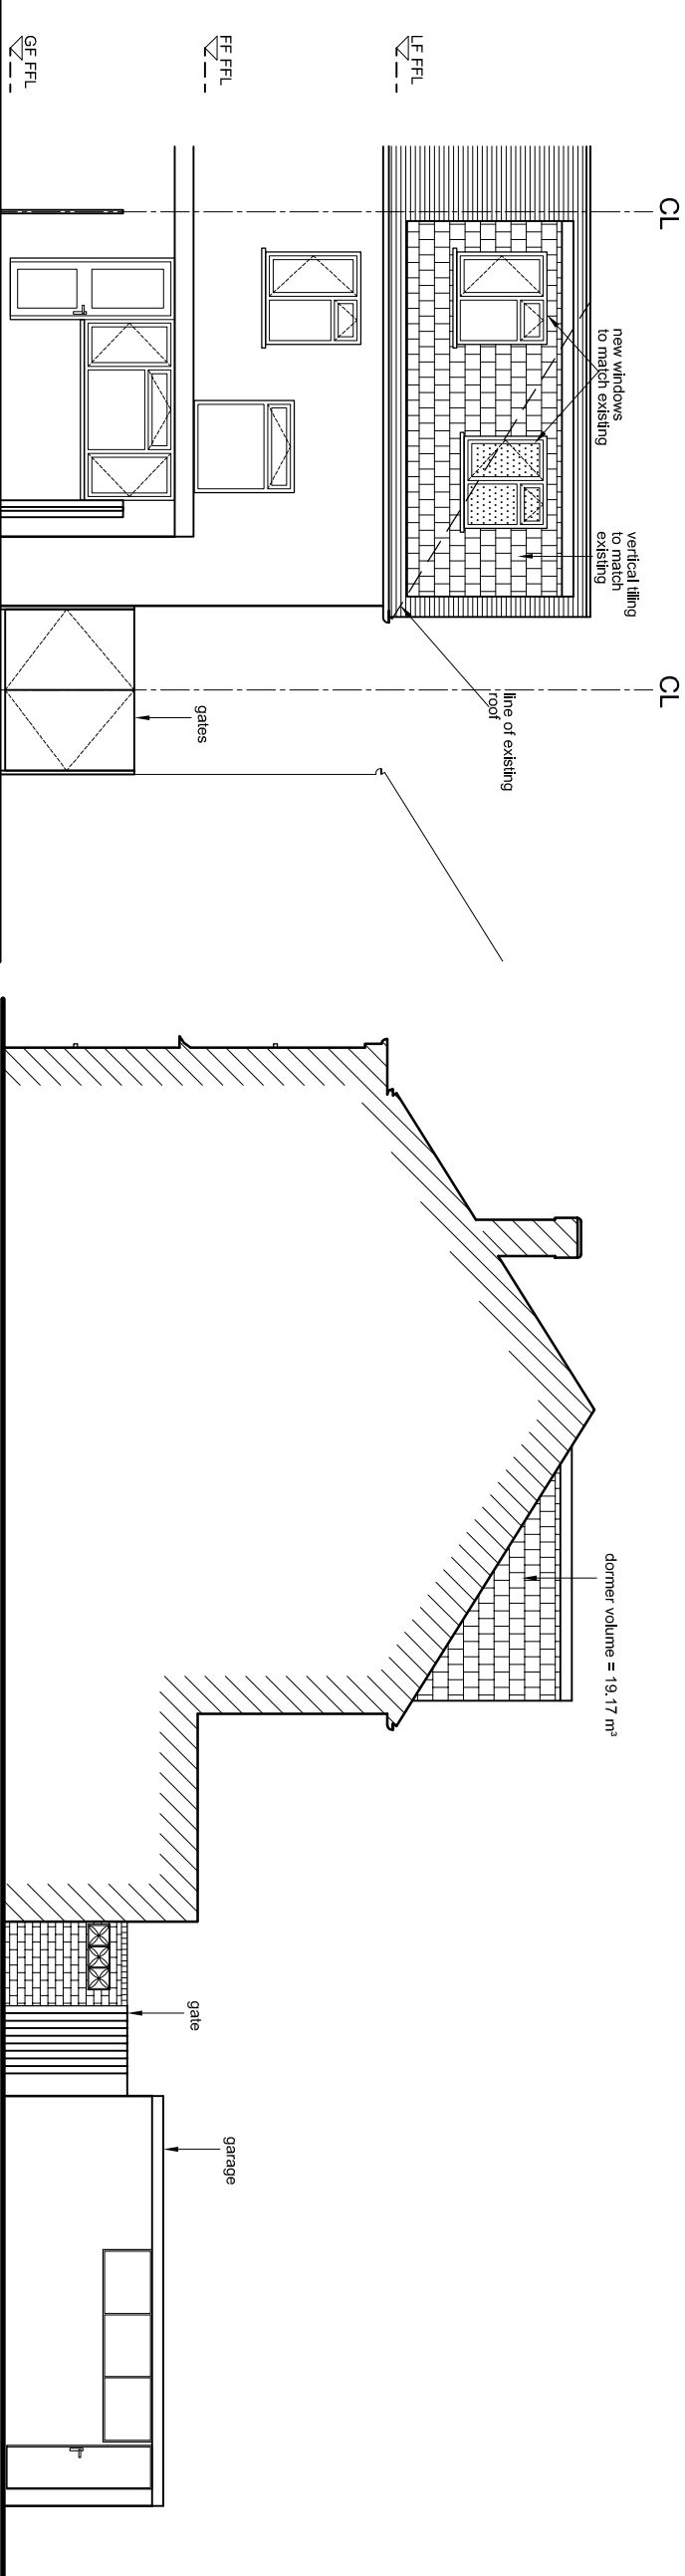 CL
CL
new windows
to match existing
vertical tiling
to match
existing
line of existing
roof
LF FFL
FF FFL
GF FFL
gates
dormer volume = 19.17 m³
gate
garage